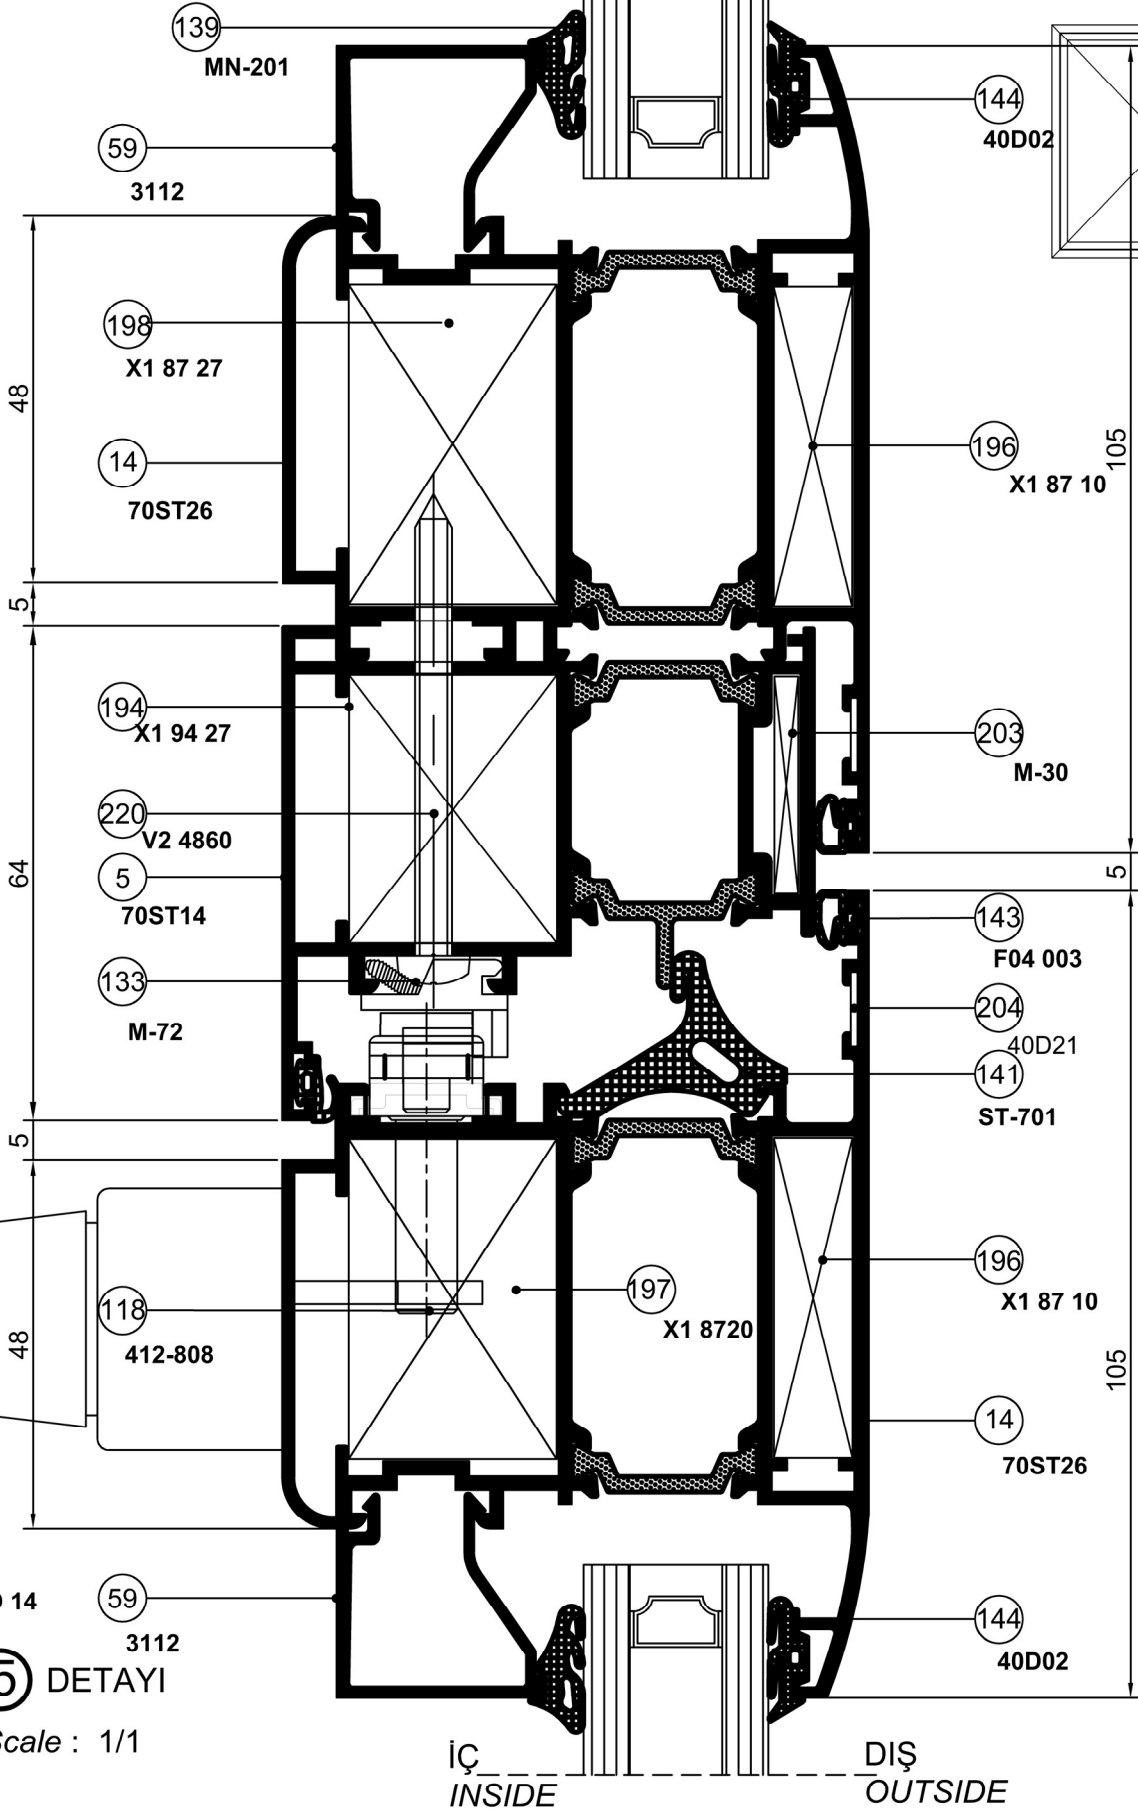 139
MN-201
144
40D02
59
3112
198
X1 87 27
48
14
70ST26
196
X1 87 10
105
5
194
X1 94 27
203
M-30
220
V2 4860
64
5
70ST14
5
143
F04 003
133
M-72
204
40D21
141
ST-701
5
196
X1 87 10
197
X1 8720
118
412-808
48
105
14
70ST26
14
59
3112
144
40D02
5 DETAYI
Scale : 1/1
İÇ
INSIDE
DIŞ
OUTSIDE